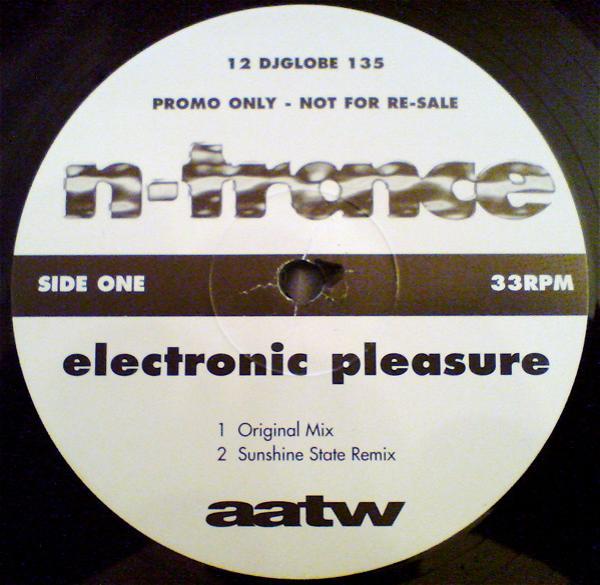 12 DJGLOBE 135
PROMO ONLY - NOT FOR RE-SALE
n-trance
SIDE ONE 33RPM
electronic pleasure
1 Original Mix
2 Sunshine State Remix
aatw